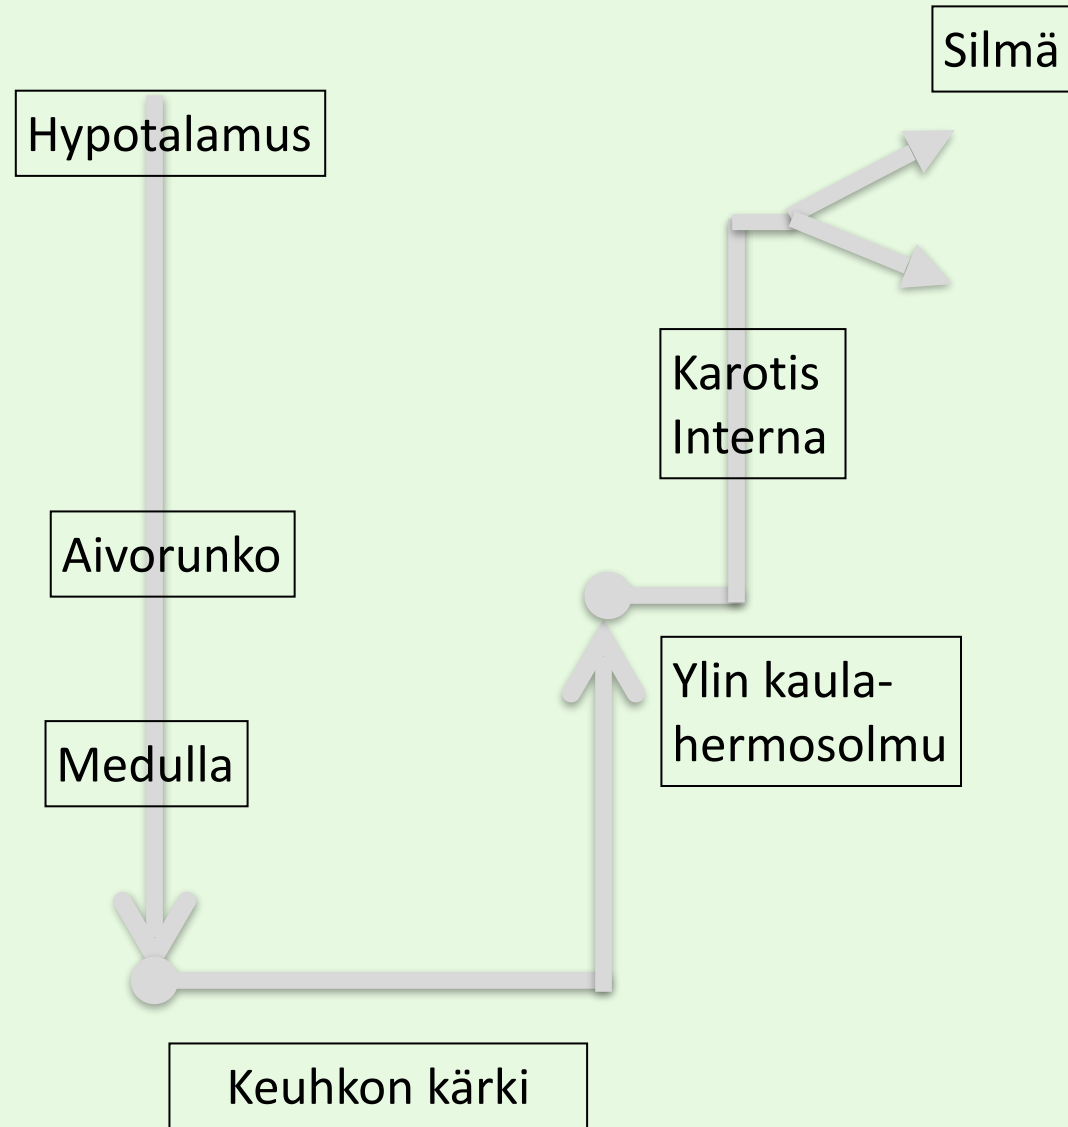 Silmä
Hypotalamus
Karotis
Interna
Aivorunko
Ylin kaula-
hermosolmu
Medulla
Keuhkon kärki